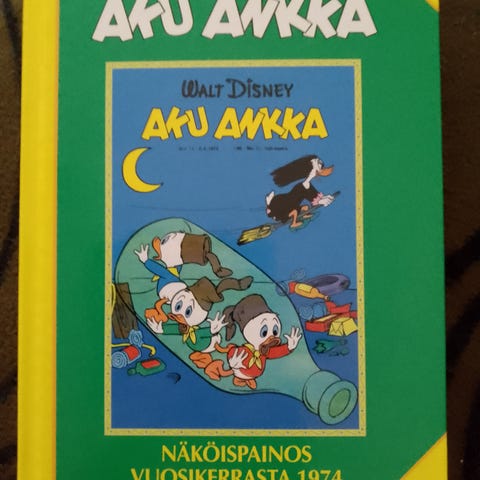 AKU ANKKA
WALT DISNEY
AKU ANKKA
NÄKÖISPAINOS
VUOSIKERRASTA 1974